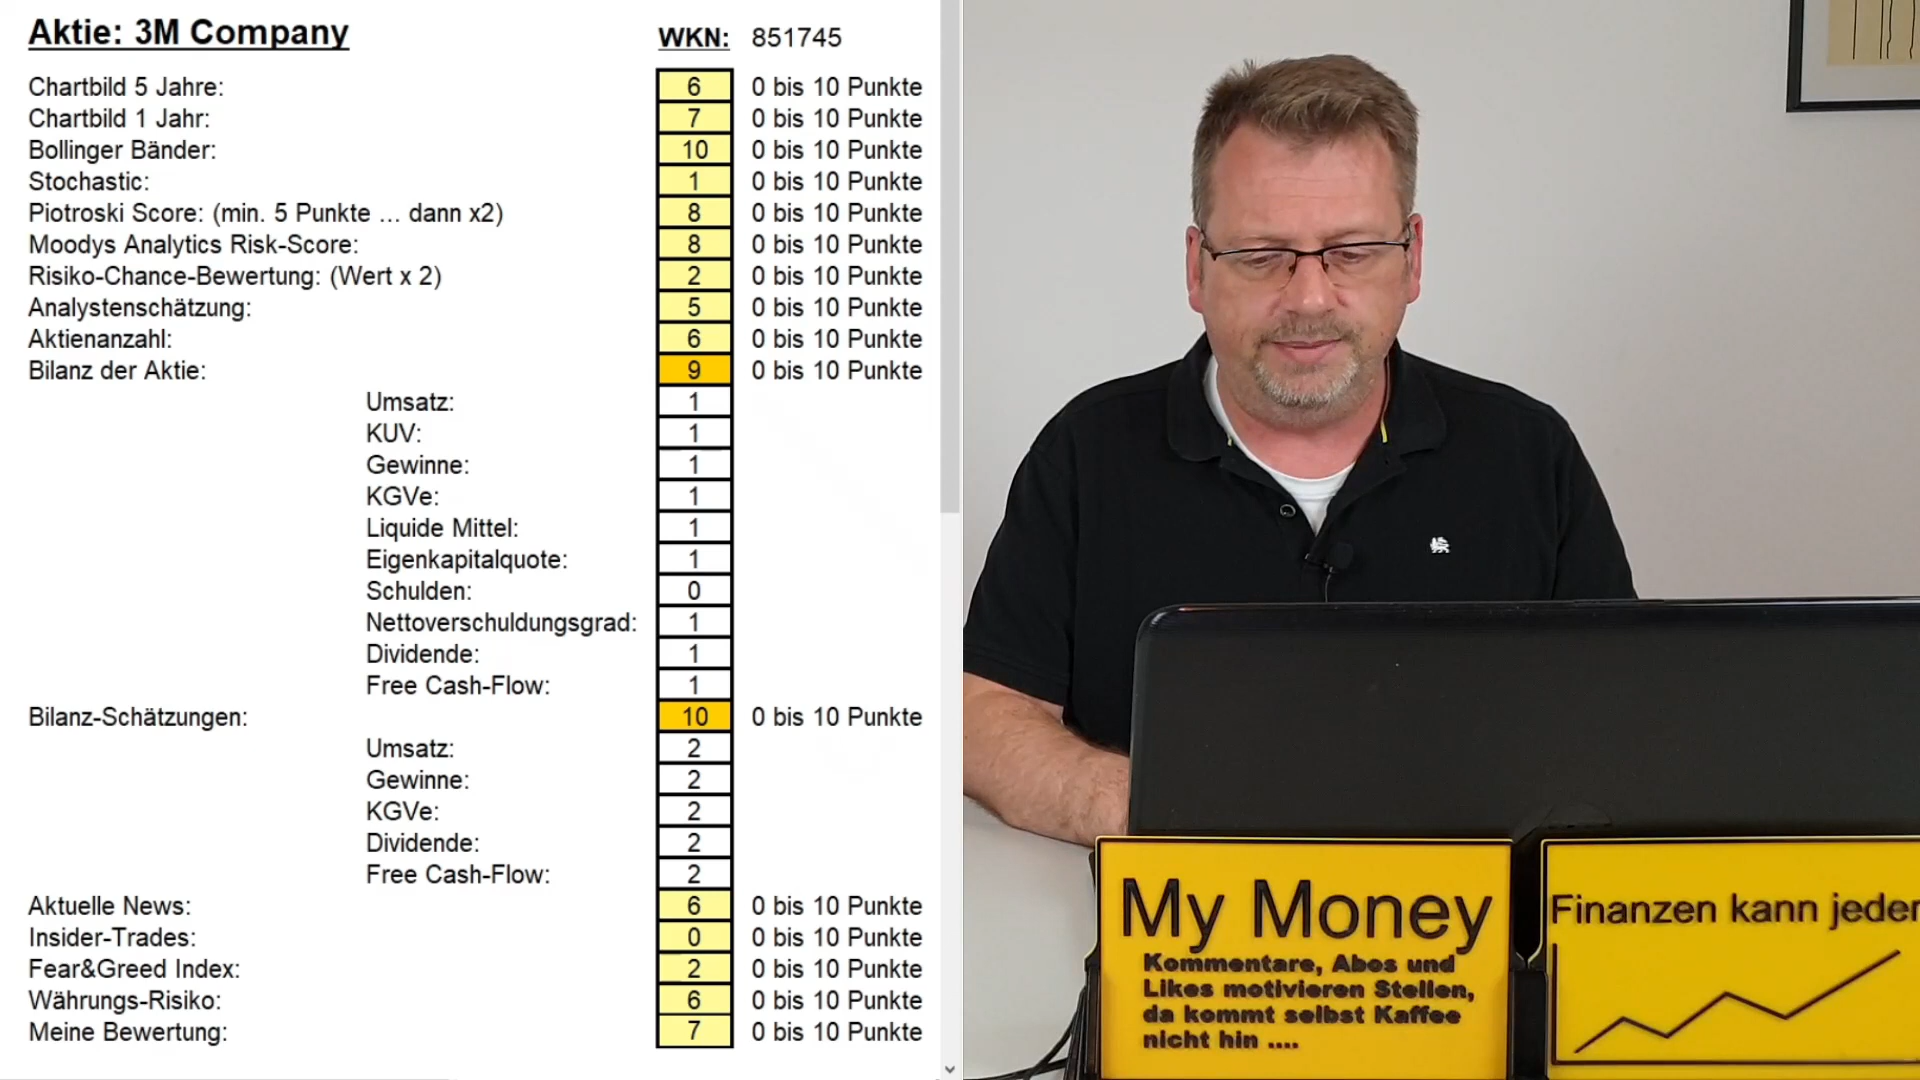 Aktie: 3M Company WKN: 851745
Chartbild 5 Jahre: 6 0 bis 10 Punkte
Chartbild 1 Jahr: 7 0 bis 10 Punkte
Bollinger Bänder: 10 0 bis 10 Punkte
Stochastic: 1 0 bis 10 Punkte
Piotroski Score: (min. 5 Punkte ... dann x2) 8 0 bis 10 Punkte
Moodys Analytics Risk-Score: 8 0 bis 10 Punkte
Risiko-Chance-Bewertung: (Wert x 2) 2 0 bis 10 Punkte
Analystenschätzung: 5 0 bis 10 Punkte
Aktienanzahl: 6 0 bis 10 Punkte
Bilanz der Aktie: 9 0 bis 10 Punkte
Umsatz: 1
KUV: 1
Gewinne: 1
KGVe: 1
Liquide Mittel: 1
Eigenkapitalquote: 1
Schulden: 0
Nettoverschuldungsgrad: 1
Dividende: 1
Free Cash-Flow: 1
Bilanz-Schätzungen: 10 0 bis 10 Punkte
Umsatz: 2
Gewinne: 2
KGVe: 2
Dividende: 2
Free Cash-Flow: 2
Aktuelle News: 6 0 bis 10 Punkte
Insider-Trades: 0 0 bis 10 Punkte
Fear&Greed Index: 2 0 bis 10 Punkte
Währungs-Risiko: 6 0 bis 10 Punkte
Meine Bewertung: 7 0 bis 10 Punkte
My Money
Kommentare, Abos und
Likes motivieren Stellen,
da kommt selbst Kaffee
nicht hin ....
Finanzen kann jeder